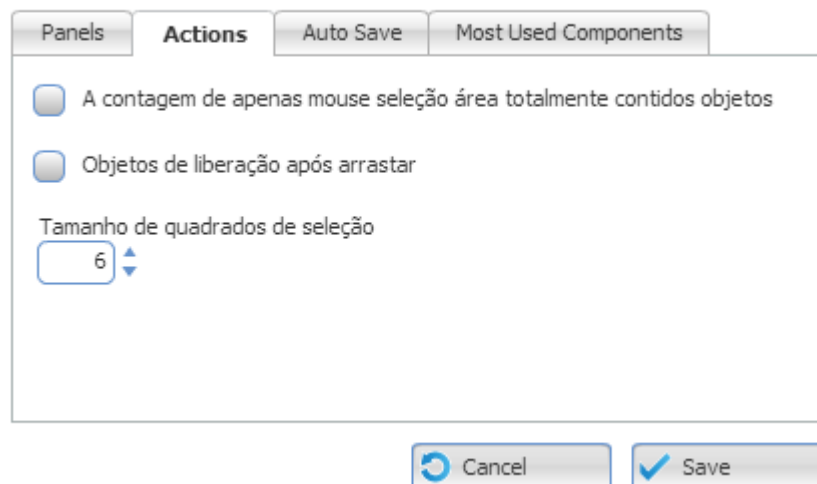 Panels Actions Auto Save Most Used Components
A contagem de apenas mouse seleção área totalmente contidos objetos
Objetos de liberação após arrastar
Tamanho de quadrados de seleção
6
Cancel Save